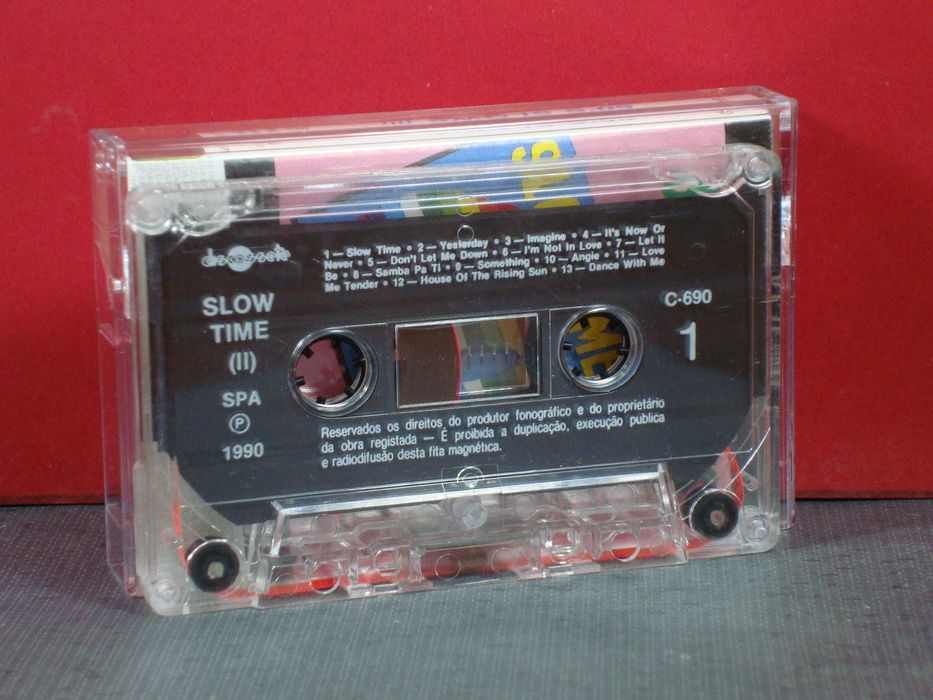 discossete
1 — Slow Time • 2 — Yesterday • 3 — Imagine • 4 — It's Now Or
Never • 5 — Don't Let Me Down • 6 — I'm Not In Love • 7 — Let It
Be • 8 — Samba Pa Ti • 9 — Something • 10 — Angie • 11 — Love
Me Tender • 12 — House Of The Rising Sun • 13 — Dance With Me
SLOW
TIME
(II)
SPA
Ⓟ
1990
C-690
1
ME
Reservados os direitos do produtor fonográfico e do proprietário
da obra registada — É proibida a duplicação, execução publica
e radiodifusão desta fita magnética.